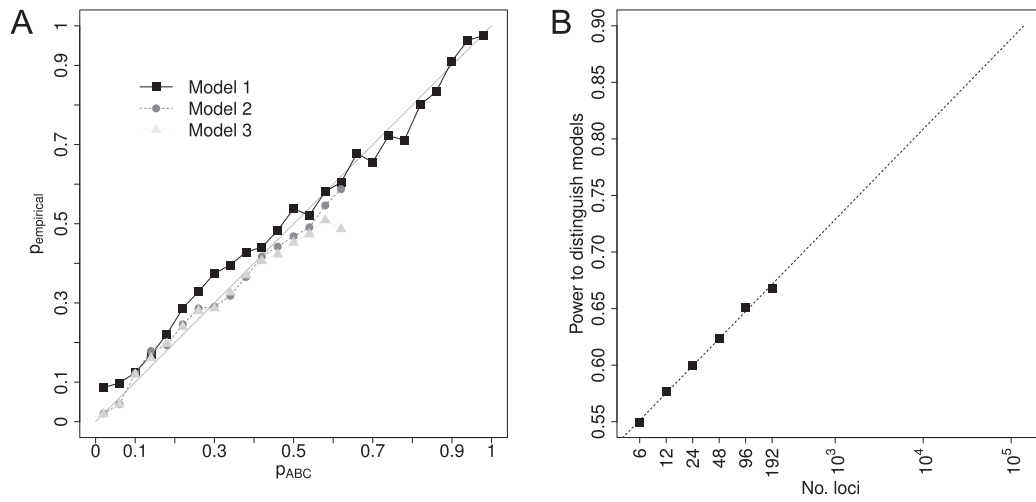 A
1
0.9
0.7
0.5
0.3
0.1
0
p_empirical
Model 1
Model 2
Model 3
0 0.1 0.3 0.5 0.7 0.9 1
p_ABC
B
0.90
0.85
0.80
0.75
0.70
0.65
0.60
0.55
Power to distinguish models
6 12 24 48 96 192 10³ 10⁴ 10⁵
No. loci